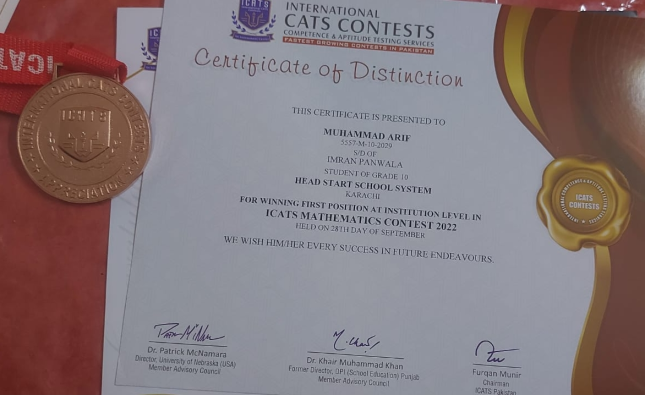 ICATS
INTERNATIONAL
CATS CONTESTS
COMPETENCE & APTITUDE TESTING SERVICES
FASTEST GROWING CONTESTS IN PAKISTAN
Certificate of Distinction
THIS CERTIFICATE IS PRESENTED TO
MUHAMMAD ARIF
5557-M-10-2029
S/D OF
IMRAN PANWALA
STUDENT OF GRADE 10
HEAD START SCHOOL SYSTEM
KARACHI
FOR WINNING FIRST POSITION AT INSTITUTION LEVEL IN
ICATS MATHEMATICS CONTEST 2022
HELD ON 28TH DAY OF SEPTEMBER
WE WISH HIM/HER EVERY SUCCESS IN FUTURE ENDEAVOURS.
Dr. Patrick McNamara
Director, University of Nebraska (USA)
Member Advisory Council
Dr. Khair Muhammad Khan
Former Director, DPI (School Education) Punjab
Member Advisory Council
Furqan Munir
Chairman
ICATS Pakistan
ICATS
CONTESTS
INTERNATIONAL CATS CONTESTS
ICATS